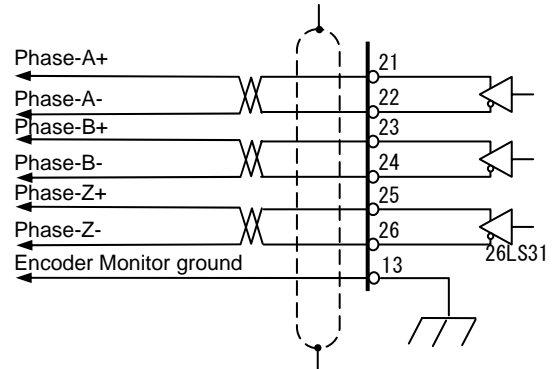 Phase-A+
21
Phase-A-
22
Phase-B+
23
Phase-B-
24
Phase-Z+
25
Phase-Z-
26
26LS31
Encoder Monitor ground
13